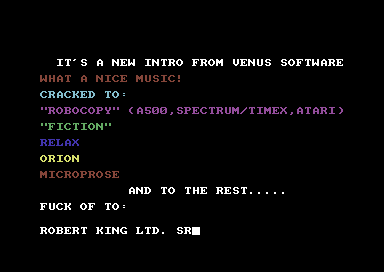 IT'S A NEW INTRO FROM VENUS SOFTWARE
WHAT A NICE MUSIC!
CRACKED TO:
"ROBOCOPY" (A500,SPECTRUM/TIMEX,ATARI)
"FICTION"
RELAX
ORION
MICROPROSE
AND TO THE REST.....
FUCK OF TO:
ROBERT KING LTD. SR